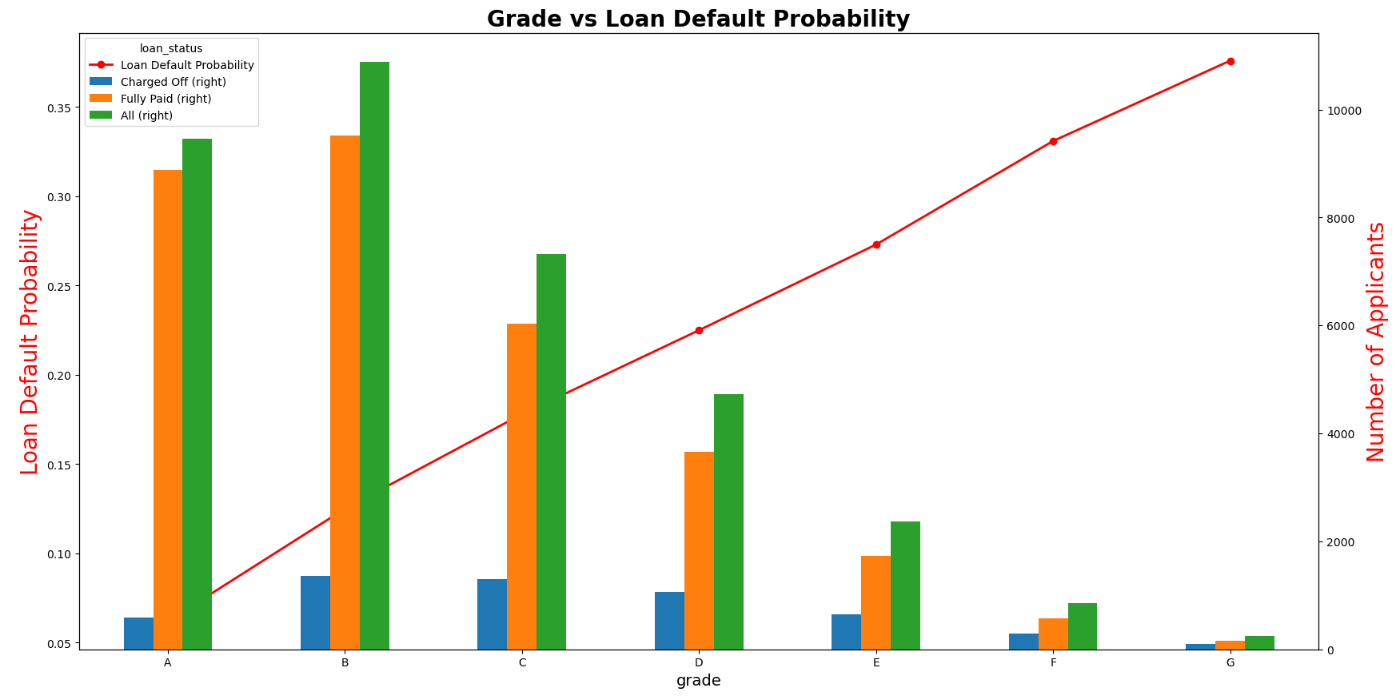 Grade vs Loan Default Probability
loan_status
Loan Default Probability
Charged Off (right)
Fully Paid (right)
All (right)
Loan Default Probability
0.35
0.30
0.25
0.20
0.15
0.10
0.05
10000
8000
6000
4000
2000
0
Number of Applicants
A B C D E F G
grade